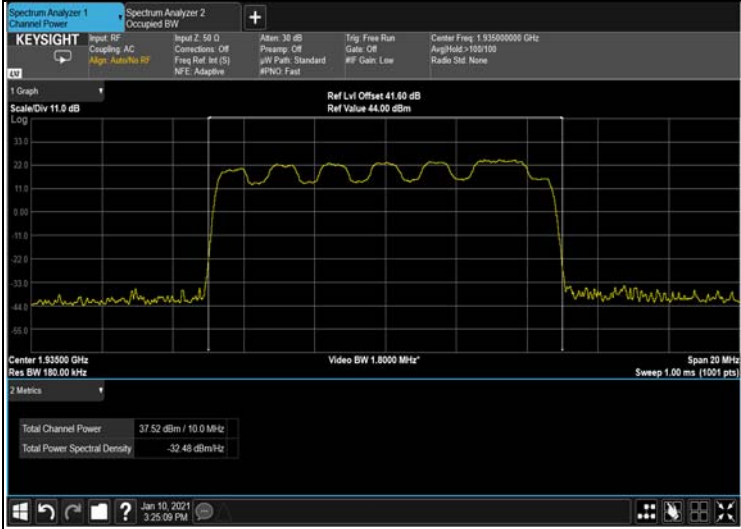 Spectrum Analyzer 1
Channel Power
Spectrum Analyzer 2
Occupied BW
+
KEYSIGHT
Input: RF
Coupling: AC
Align: Auto/No RF
Input Z: 50 Ω
Corrections: Off
Freq Ref: Int (S)
NFE: Adaptive
Atten: 30 dB
Preamp: Off
µW Path: Standard
#PNO: Fast
Trig: Free Run
Gate: Off
#IF Gain: Low
Center Freq: 1.935000000 GHz
Avg|Hold:>100/100
Radio Std: None
LXI
1 Graph
Scale/Div 11.0 dB
Ref Lvl Offset 41.60 dB
Ref Value 44.00 dBm
Log
33.0
22.0
11.0
0.00
-11.0
-22.0
-33.0
-44.0
-55.0
Center 1.93500 GHz
Res BW 180.00 kHz
Video BW 1.8000 MHz*
Span 20 MHz
Sweep 1.00 ms (1001 pts)
2 Metrics
Total Channel Power 37.52 dBm / 10.0 MHz
Total Power Spectral Density -32.48 dBm/Hz
?
Jan 10, 2021
3:25:09 PM